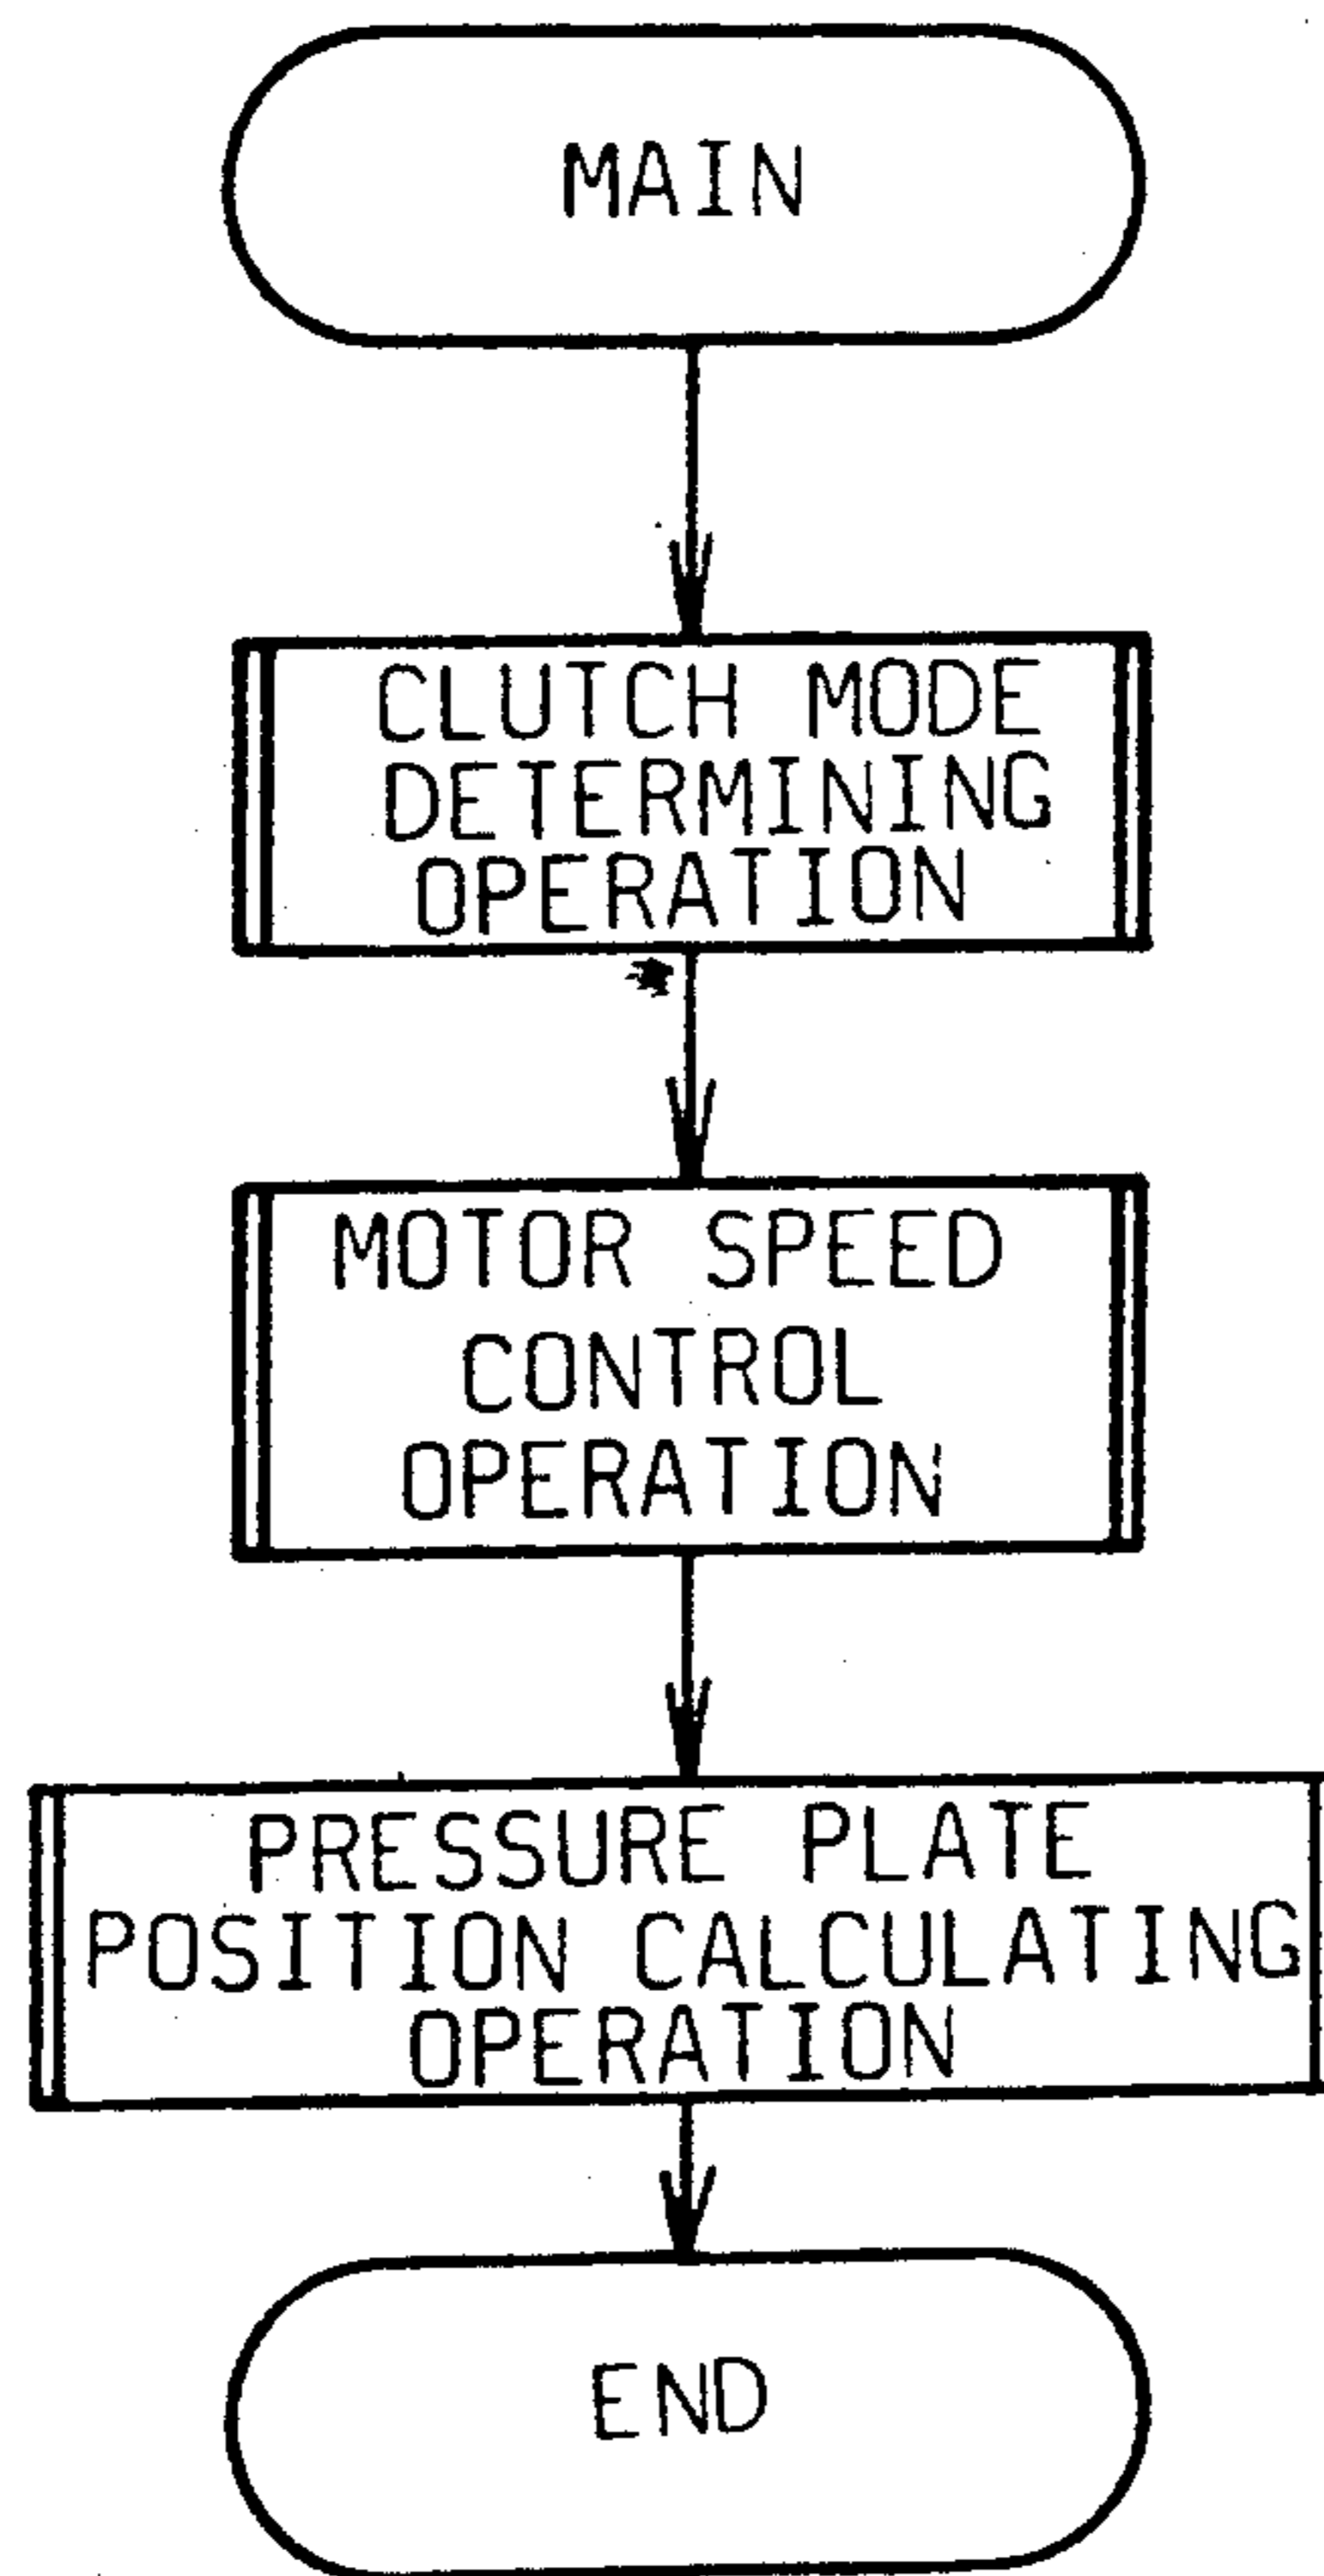 MAIN
CLUTCH MODE
DETERMINING
OPERATION
MOTOR SPEED
CONTROL
OPERATION
PRESSURE PLATE
POSITION CALCULATING
OPERATION
END